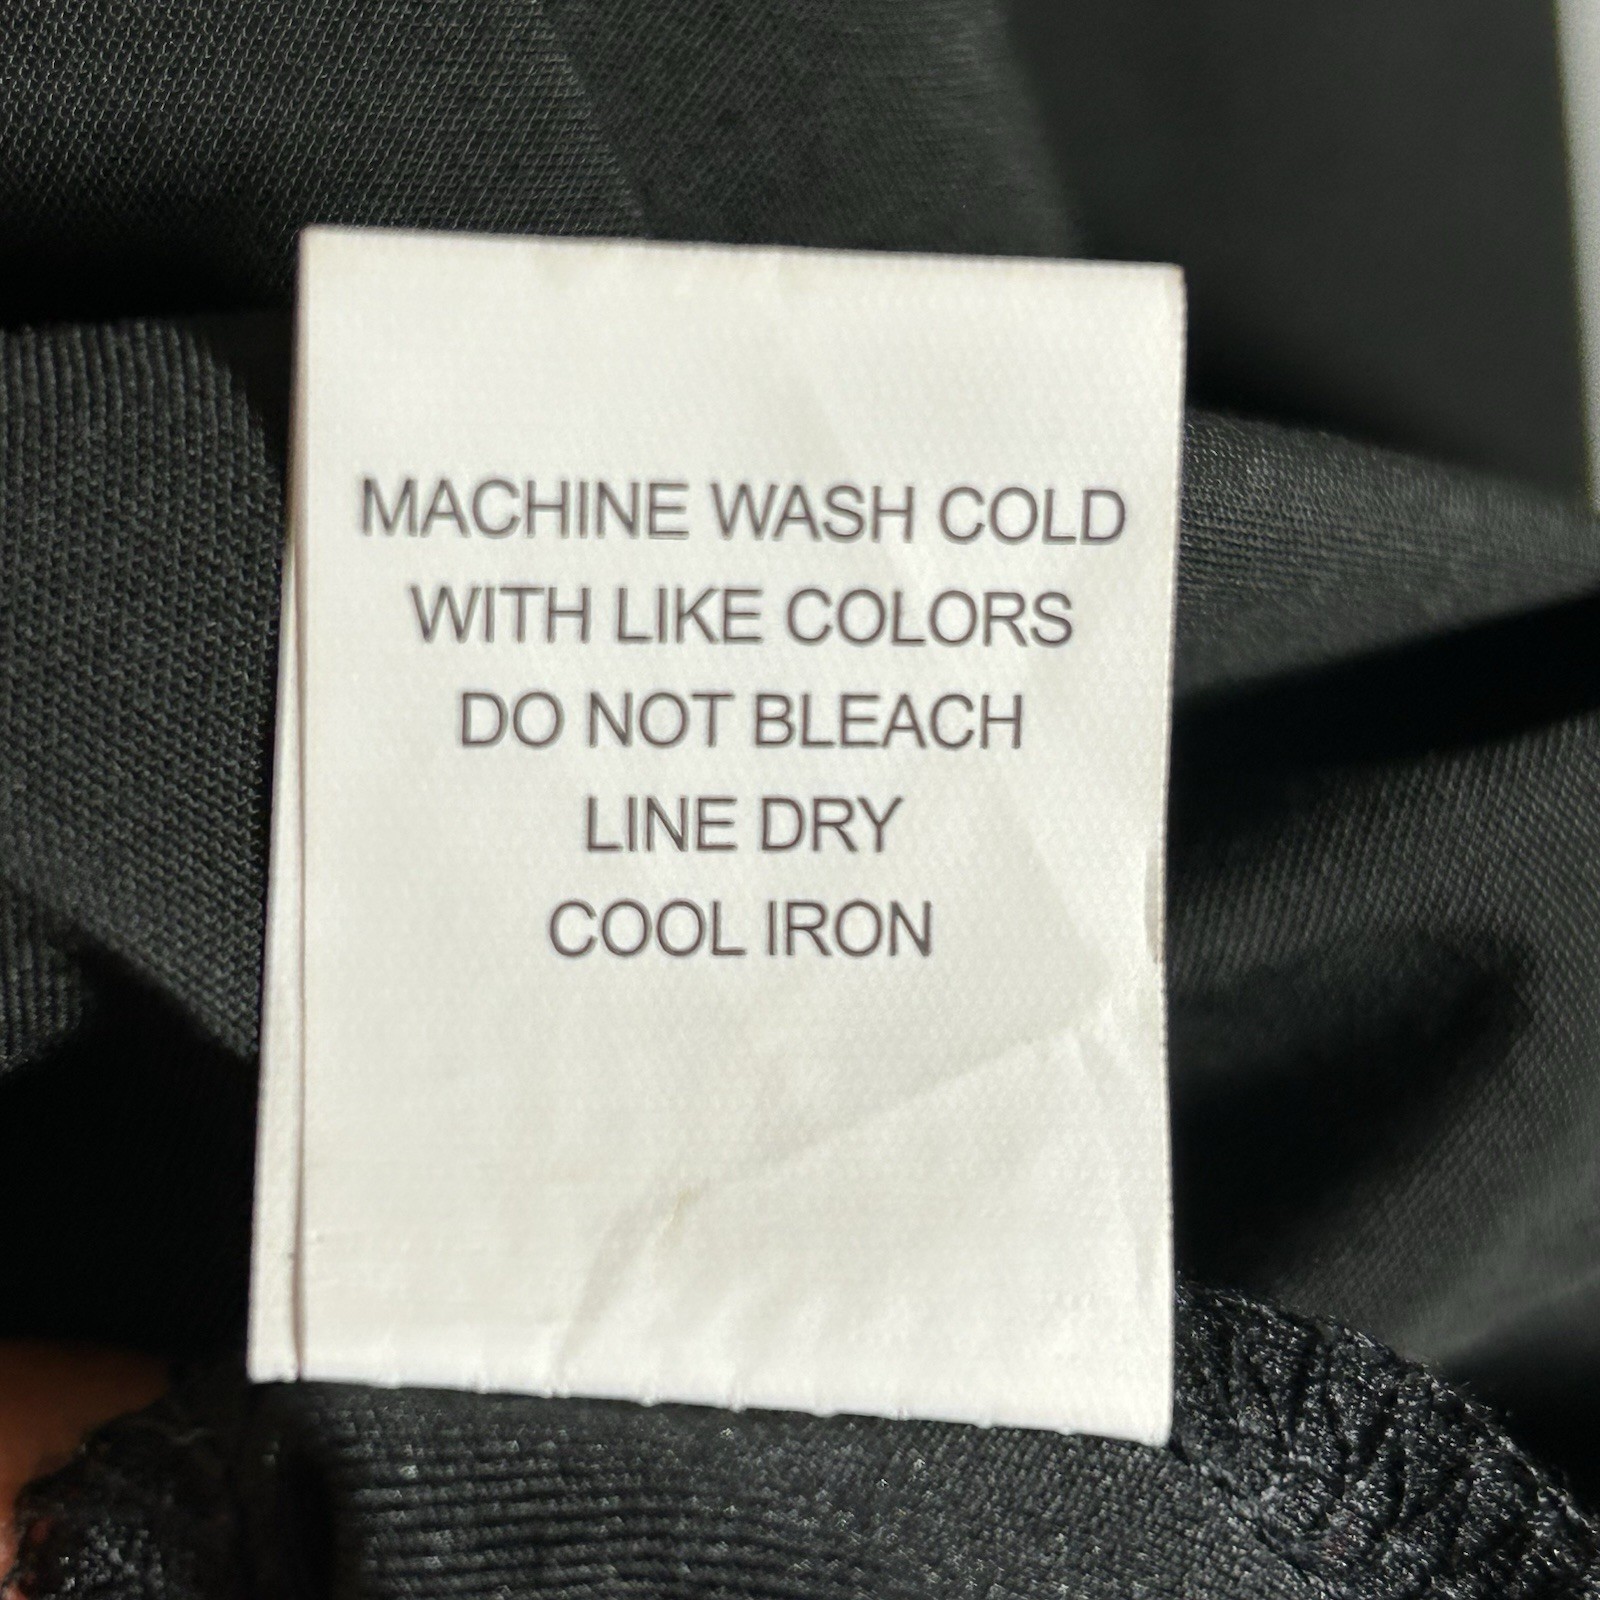 MACHINE WASH COLD
WITH LIKE COLORS
DO NOT BLEACH
LINE DRY
COOL IRON